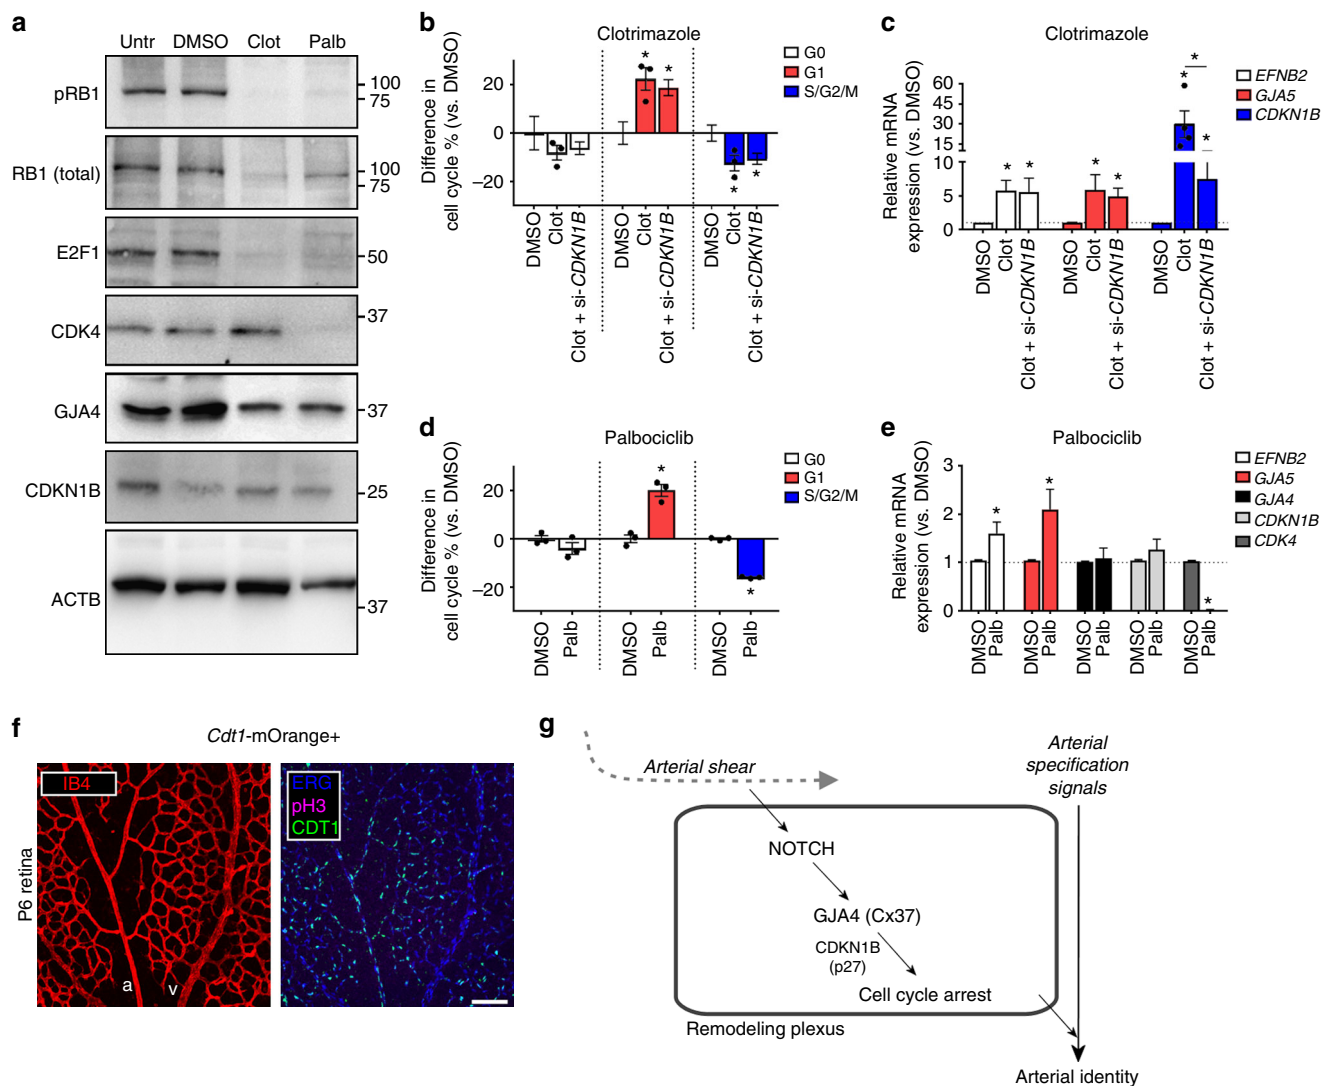 a
Untr DMSO Clot Palb
pRB1
100
75
RB1 (total)
100
75
E2F1
50
CDK4
37
GJA4
37
CDKN1B
25
ACTB
37
b
Clotrimazole
Difference in
cell cycle % (vs. DMSO)
20
0
−20
* *
* *
DMSO
Clot
Clot + si-CDKN1B
DMSO
Clot
Clot + si-CDKN1B
DMSO
Clot
Clot + si-CDKN1B
G0
G1
S/G2/M
c
Clotrimazole
Relative mRNA
expression (vs. DMSO)
60
45
30
15
10
5
0
* * * * * * *
DMSO
Clot
Clot + si-CDKN1B
DMSO
Clot
Clot + si-CDKN1B
DMSO
Clot
Clot + si-CDKN1B
EFNB2
GJA5
CDKN1B
d
Palbociclib
Difference in
cell cycle % (vs. DMSO)
20
0
−20
*
*
DMSO
Palb
DMSO
Palb
DMSO
Palb
G0
G1
S/G2/M
e
Palbociclib
Relative mRNA
expression (vs. DMSO)
3
2
1
0
* * *
DMSO
Palb
DMSO
Palb
DMSO
Palb
DMSO
Palb
DMSO
Palb
EFNB2
GJA5
GJA4
CDKN1B
CDK4
f
Cdt1-mOrange+
P6 retina
IB4
a v
ERG
pH3
CDT1
g
Arterial shear
Arterial
specification
signals
NOTCH
GJA4 (Cx37)
CDKN1B
(p27)
Cell cycle arrest
Remodeling plexus
Arterial identity